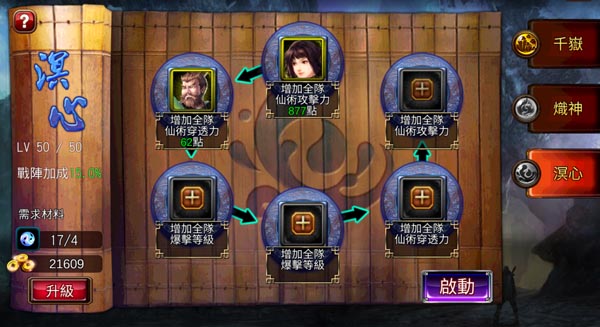 ?
溟心
LV 50 / 50
戰陣加成15.0%
需求材料
17/4
21609
升級
增加全隊
仙術攻擊力
877點
增加全隊
仙術穿透力
62點
增加全隊
爆擊等級
增加全隊
爆擊等級
增加全隊
仙術穿透力
增加全隊
仙術攻擊力
啟動
千嶽
熾神
溟心